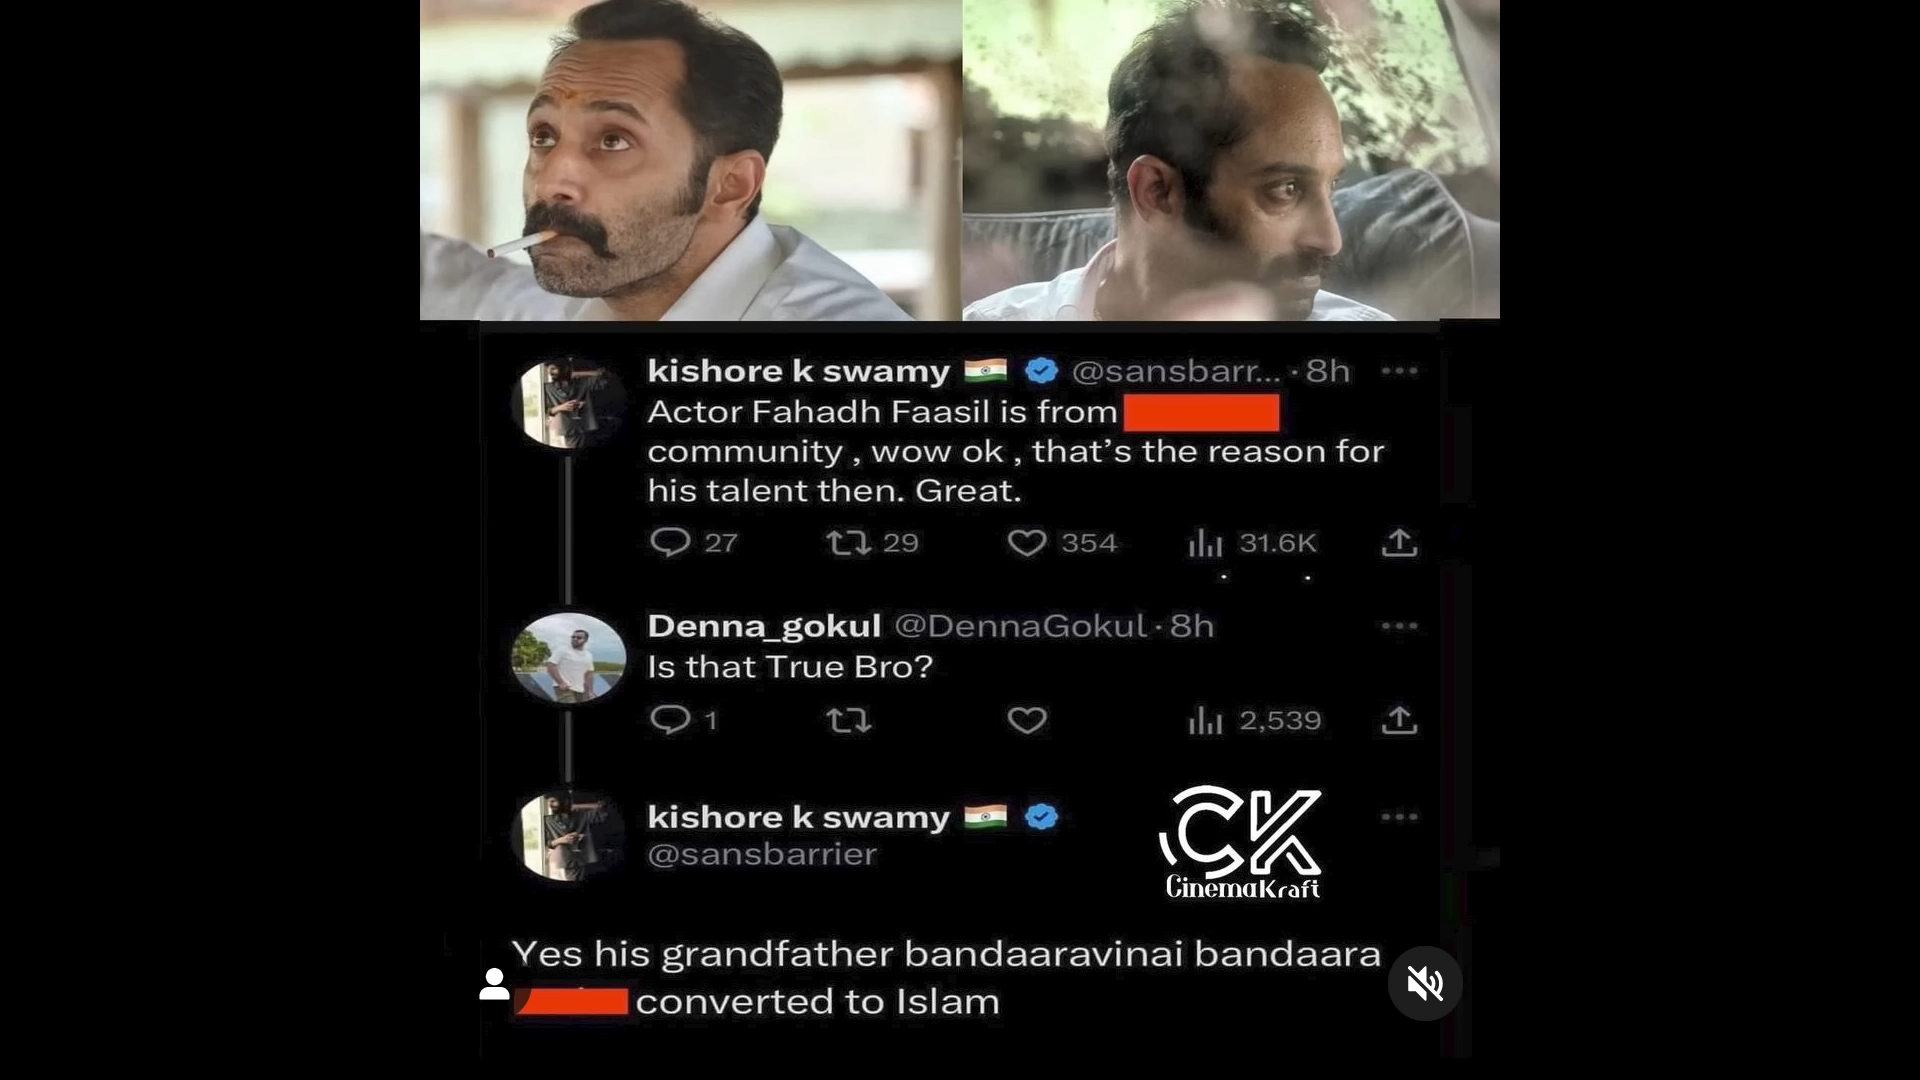 kishore k swamy @sansbarr... · 8h
Actor Fahadh Faasil is from
community , wow ok , that's the reason for
his talent then. Great.
27 29 354 31.6K
Denna_gokul @DennaGokul · 8h
Is that True Bro?
1 2,539
kishore k swamy
@sansbarrier
CK
CinemaKraft
Yes his grandfather bandaaravinai bandaara
converted to Islam